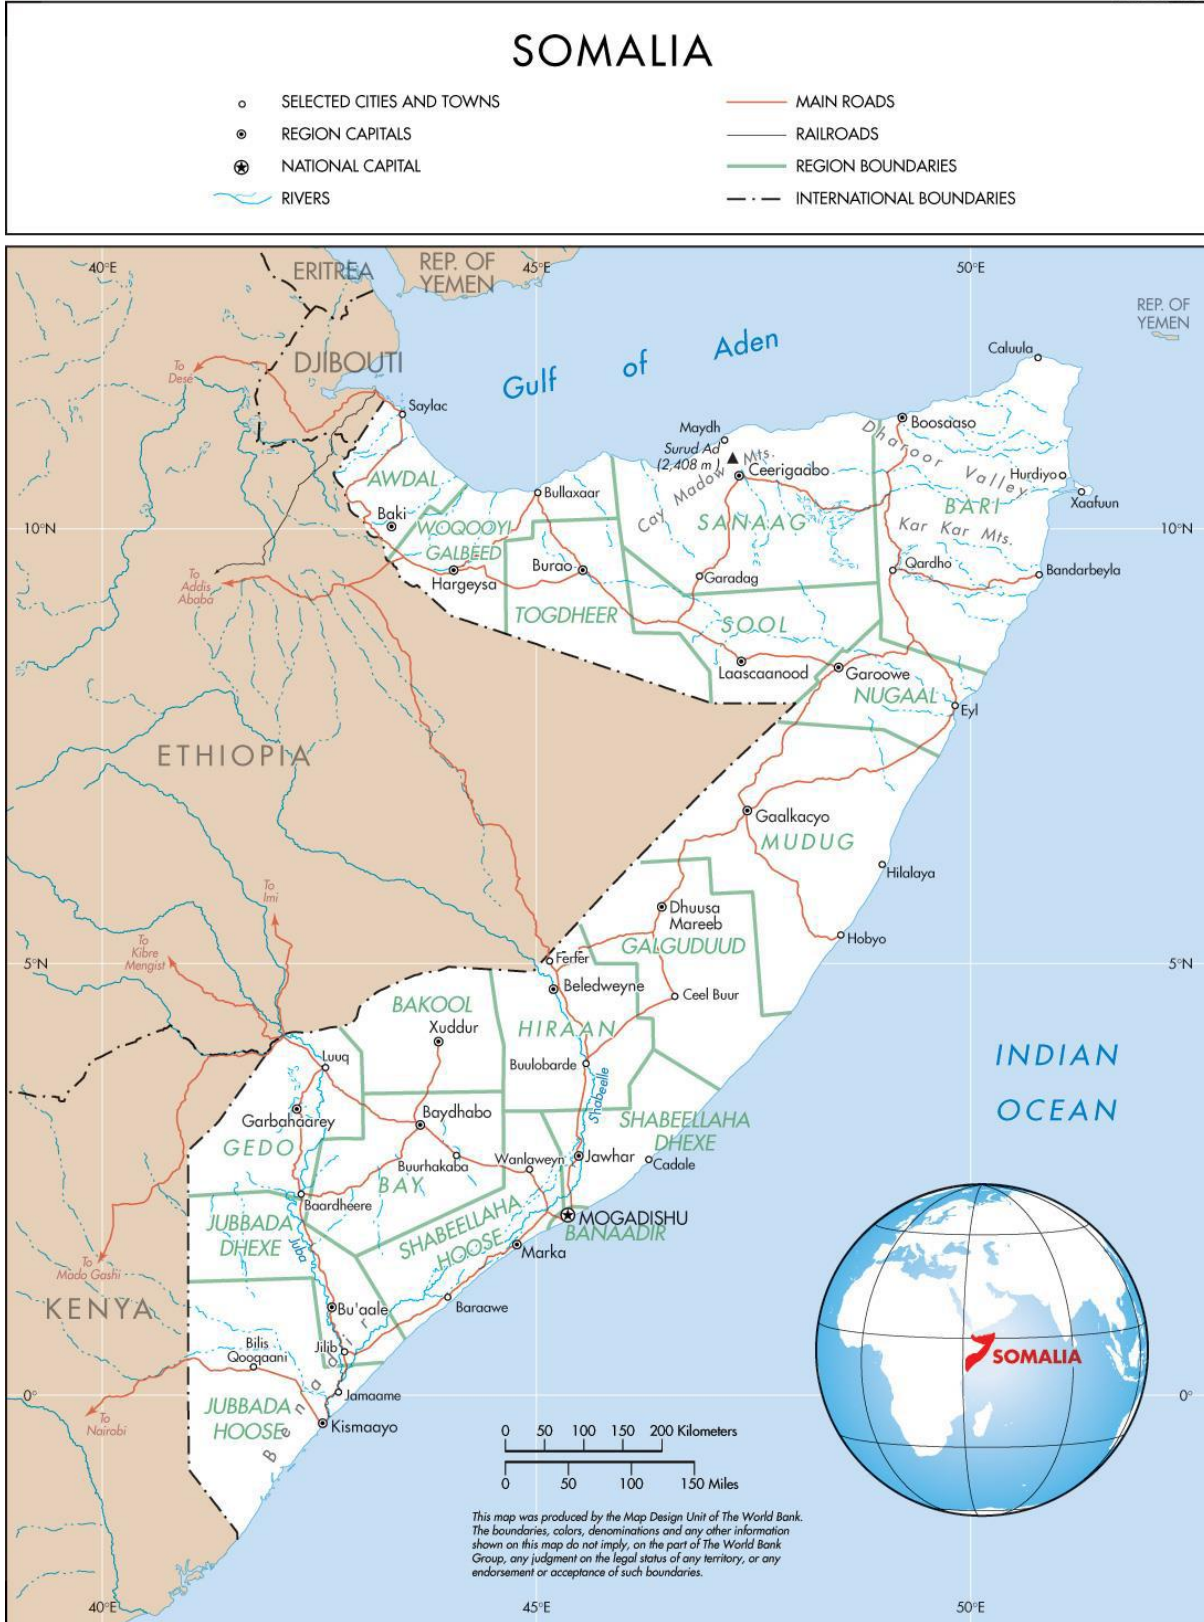 SOMALIA
SELECTED CITIES AND TOWNS
REGION CAPITALS
NATIONAL CAPITAL
RIVERS
MAIN ROADS
RAILROADS
REGION BOUNDARIES
INTERNATIONAL BOUNDARIES
40°E
45°E
50°E
ERITREA
REP. OF
YEMEN
REP. OF
YEMEN
DJIBOUTI
To
Dese
Gulf of Aden
Caluula
Saylac
Maydh
Surud Ad
(2,408 m)
Boosaaso
Dharoor Valley
Hurdiyo
Xaafuun
Cay Madow Mts.
Ceerigaabo
AWDAL
Bullaxaar
BARI
Baki
WOQOOYI
GALBEED
SANAAG
Kar Kar Mts.
10°N
10°N
To
Addis
Ababa
Hargeysa
Burao
Garadag
Qardho
Bandarbeyla
TOGDHEER
SOOL
Laascaanood
Garoowe
NUGAAL
Eyl
ETHIOPIA
Gaalkacyo
MUDUG
Hilalaya
To
Imi
Dhuusa
Mareeb
GALGUDUUD
Hobyo
To
Kibre
Mengist
5°N
5°N
Ferfer
Beledweyne
Ceel Buur
BAKOOL
Xuddur
HIRAAN
Luuq
Buulobarde
Shabeelle
INDIAN
OCEAN
Garbahaarey
GEDO
Baydhabo
SHABEELLAHA
DHEXE
Buurhakaba
BAY
Wanlaweyn
Jawhar
Cadale
Baardheere
JUBBADA
DHEXE
Juba
SHABEELLAHA
HOOSE
MOGADISHU
BANAADIR
Marka
To
Mado Gashi
KENYA
Bu'aale
Baraawe
Bilis
Qooqaani
Jilib
Benadir
0°
0°
Jamaame
To
Nairobi
JUBBADA
HOOSE
Kismaayo
SOMALIA
0 50 100 150 200 Kilometers
0 50 100 150 Miles
This map was produced by the Map Design Unit of The World Bank.
The boundaries, colors, denominations and any other information
shown on this map do not imply, on the part of The World Bank
Group, any judgment on the legal status of any territory, or any
endorsement or acceptance of such boundaries.
40°E
45°E
50°E